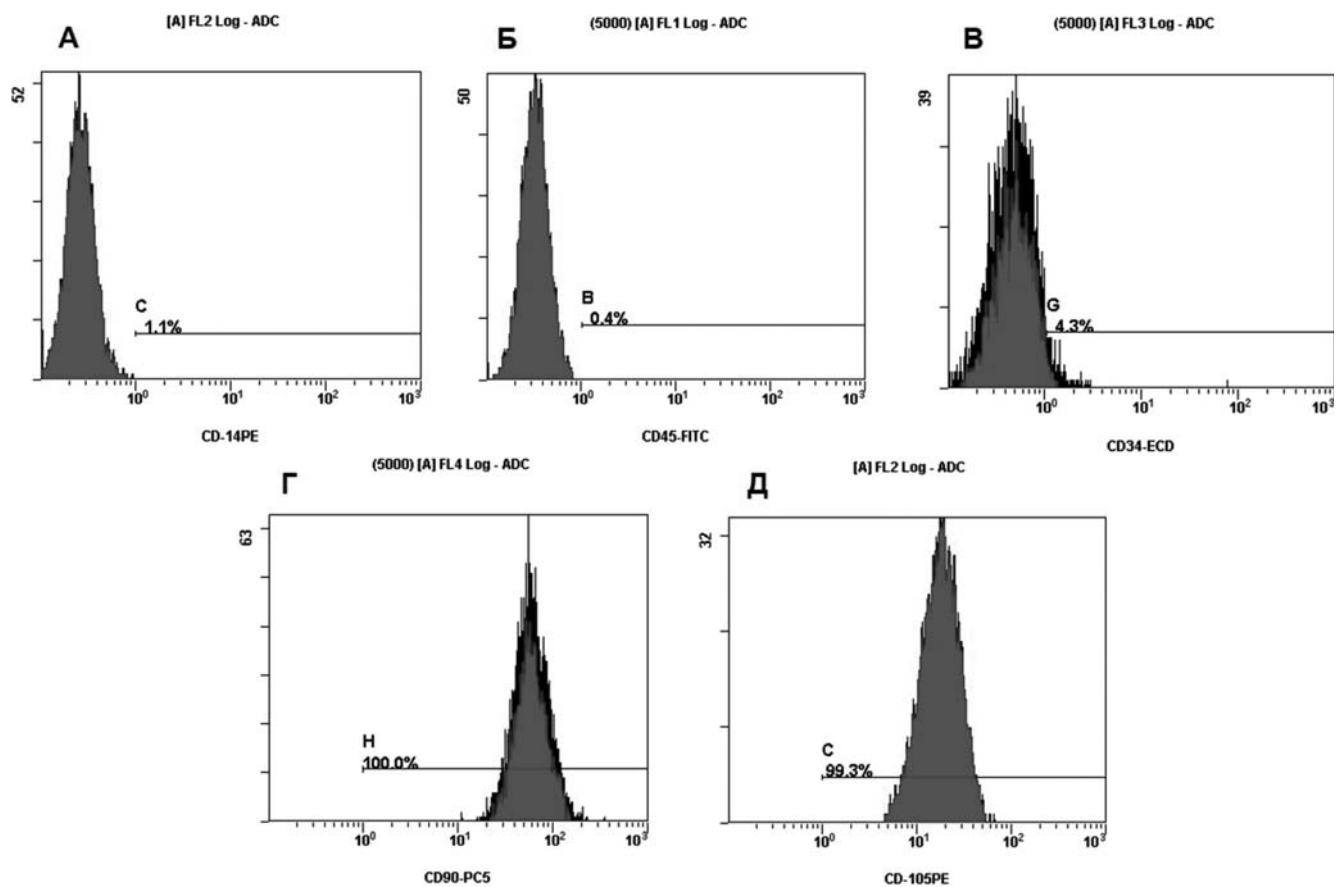 А
[A] FL2 Log - ADC
52
C
1.1%
10⁰ 10¹ 10² 10³
CD-14PE
Б
(5000) [A] FL1 Log - ADC
50
B
0.4%
10⁰ 10¹ 10² 10³
CD45-FITC
В
(5000) [A] FL3 Log - ADC
39
G
4.3%
10⁰ 10¹ 10² 10³
CD34-ECD
Г
(5000) [A] FL4 Log - ADC
63
H
100.0%
10⁰ 10¹ 10² 10³
CD90-PC5
Д
[A] FL2 Log - ADC
32
C
99.3%
10⁰ 10¹ 10² 10³
CD-105PE